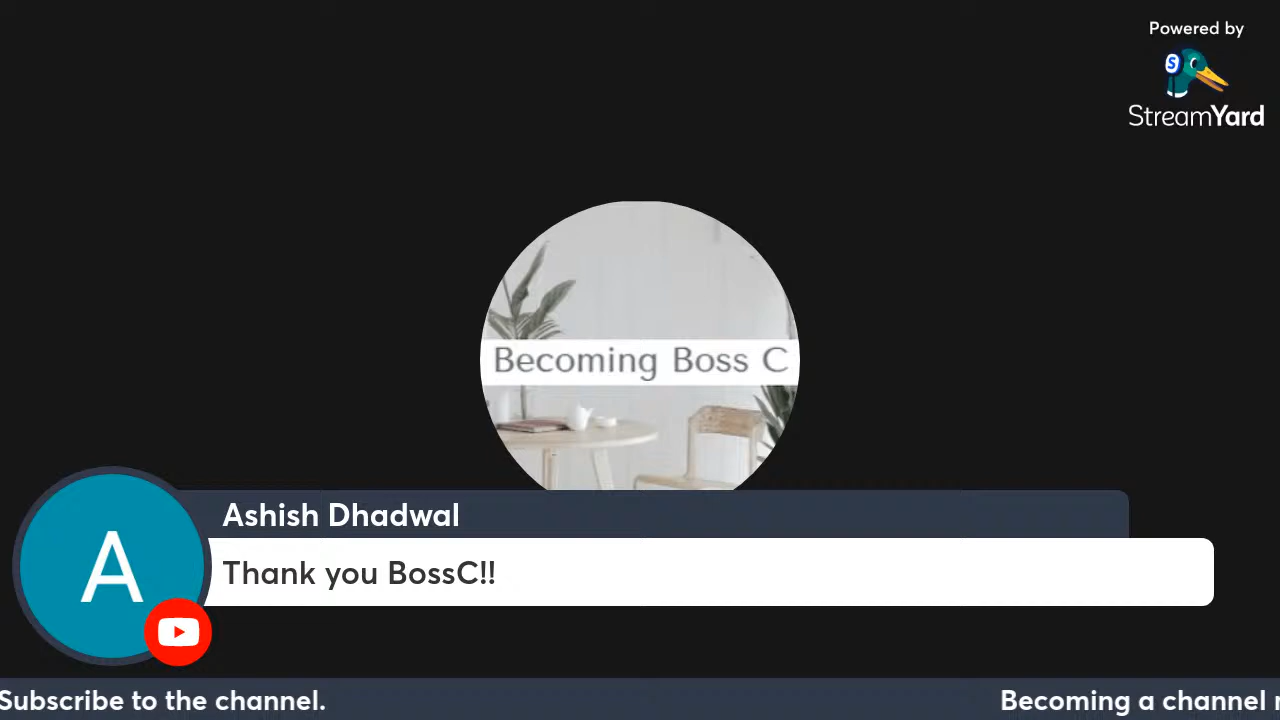 Powered by
S
StreamYard
Becoming Boss C
A
Ashish Dhadwal
Thank you BossC!!
Subscribe to the channel.
Becoming a channel